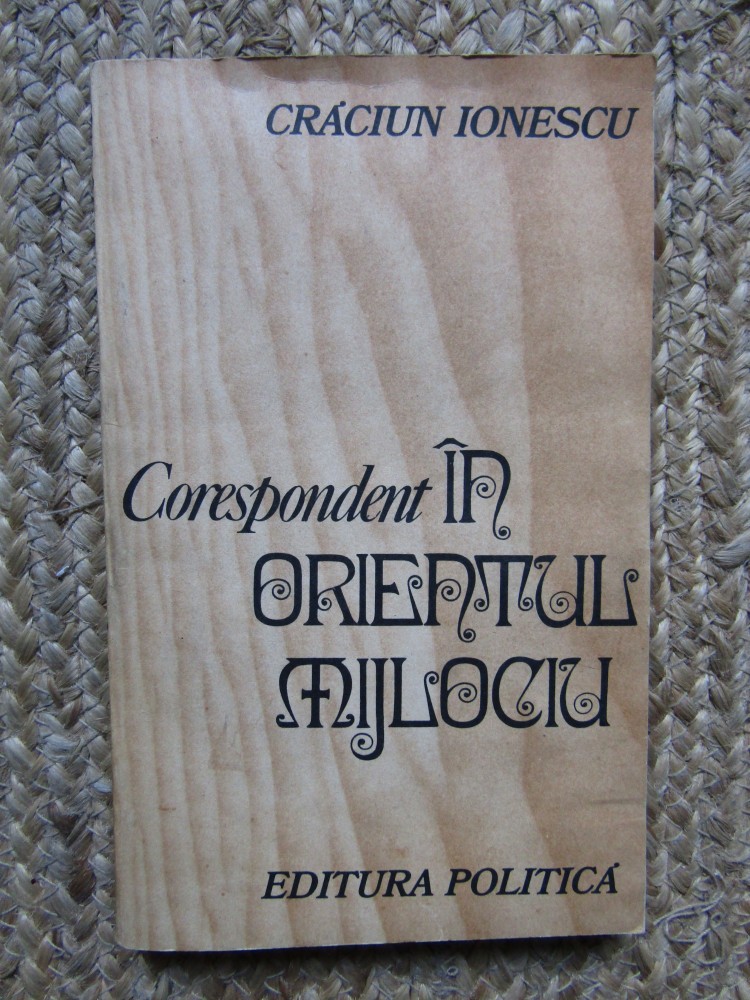 CRĂCIUN IONESCU
Corespondent ÎN
ORIENTUL
MIJLOCIU
EDITURA POLITICĂ